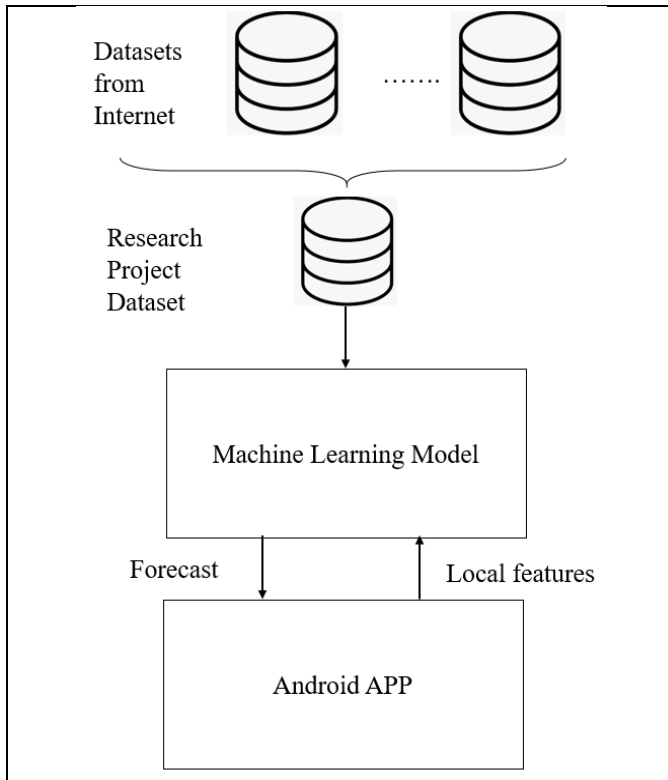 Datasets
from
Internet
…….
Research
Project
Dataset
Machine Learning Model
Forecast
Local features
Android APP